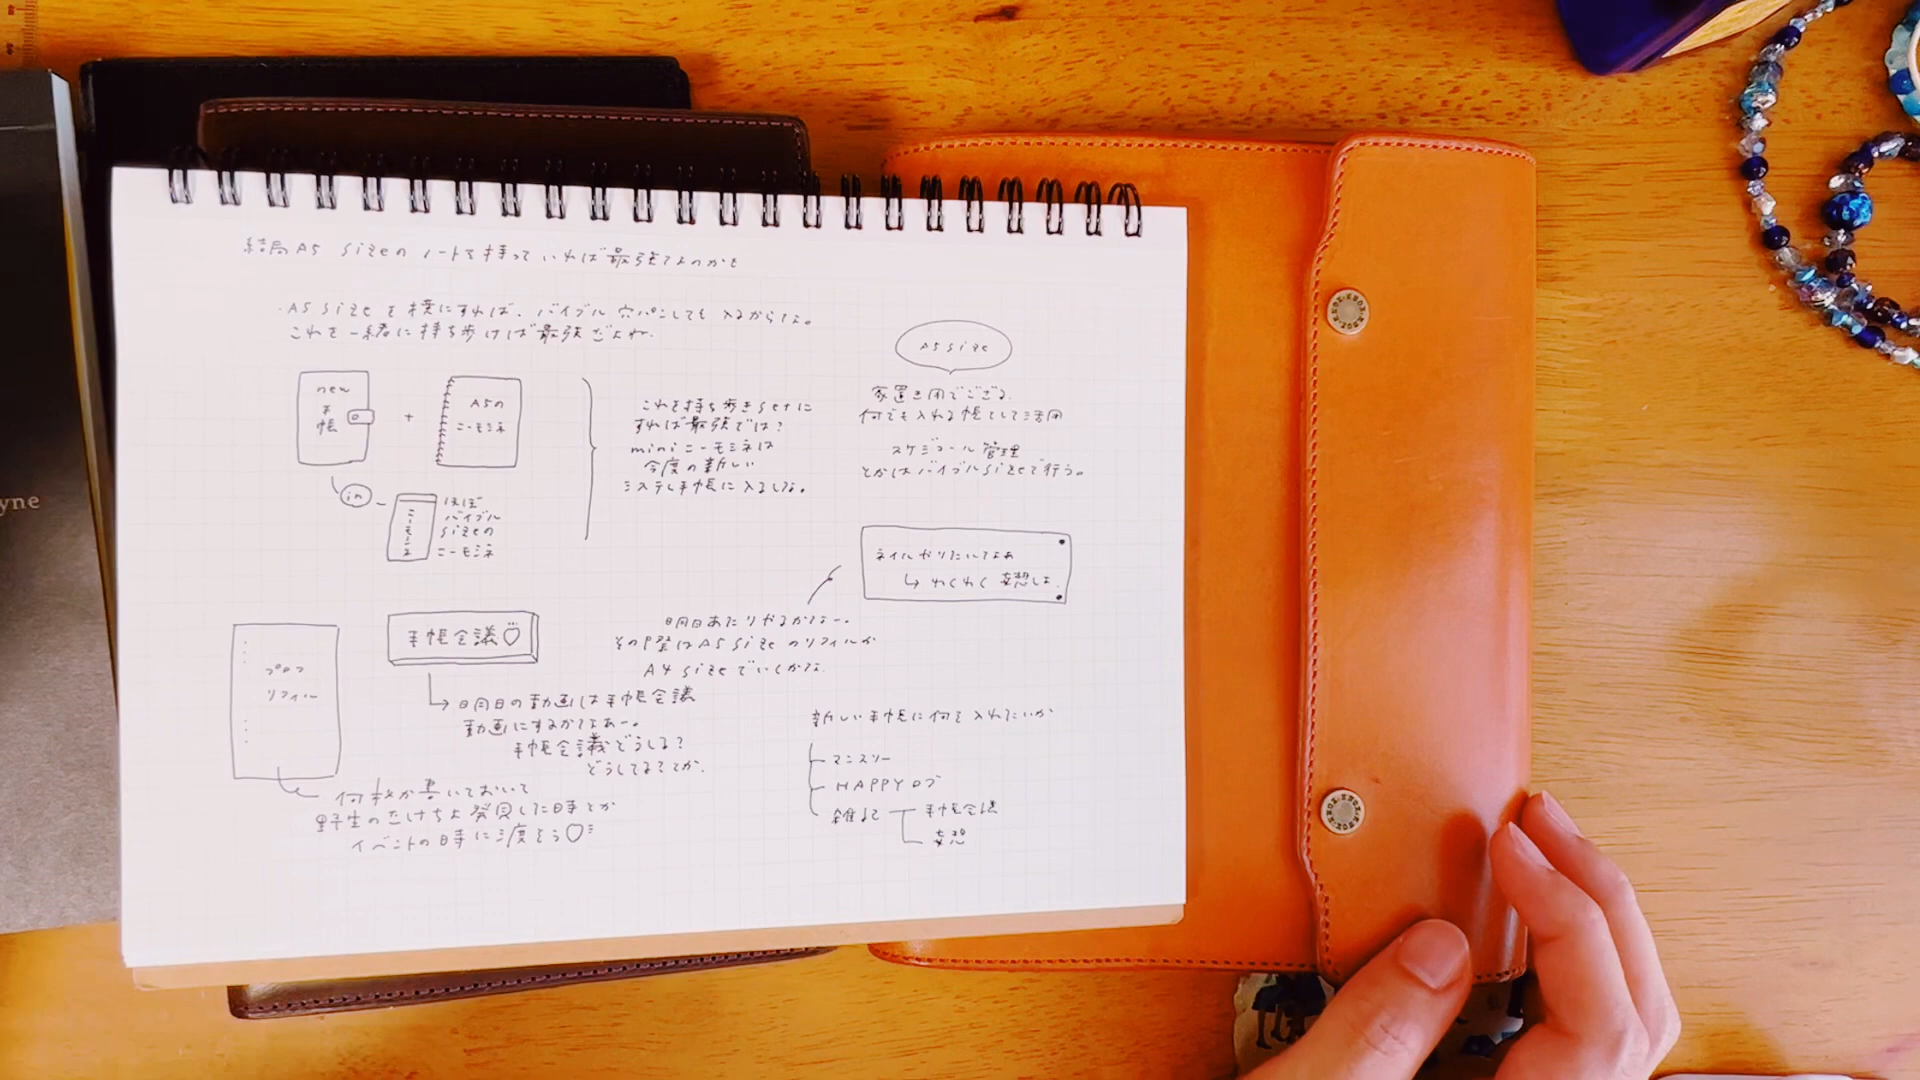 結局A5 sizeのノートを持っていれば最強なのかも
・A5 sizeを横にすれば、バイブル穴パンしても入るからな。
これを一緒に持ち歩けば最強だよね.
new
手
帳
+
A5の
ニーモシネ
in
ニーモシネ
ほぼ
バイブル
sizeの
ニーモシネ
これを持ち歩きsetに
すれば最強では?
miniニーモシネは
今度の新しい
システム手帳に入るしな。
A5 size
家置き用でござる.
何でも入れる帳として活用
スケジュール管理
とかはバイブルsizeで行う。
ネイルやりたいなぁ
↳ わくわく 妄想しよ.
明日あたりやるかなー。
その際はA5 sizeのリフィルか
A4 sizeでいくかな.
手帳会議♡
明日の動画は手帳会議
動画にするかなぁー。
手帳会議どうしる?
どうしてる?とか.
プロフ
リフィル
何枚か書いておいて
野生のたけちよ発見した時とか
イベントの時に渡そう♡
新しい手帳に何を入れたいか
マンスリー
HAPPYログ
雑記
手帳会議
妄想
yne